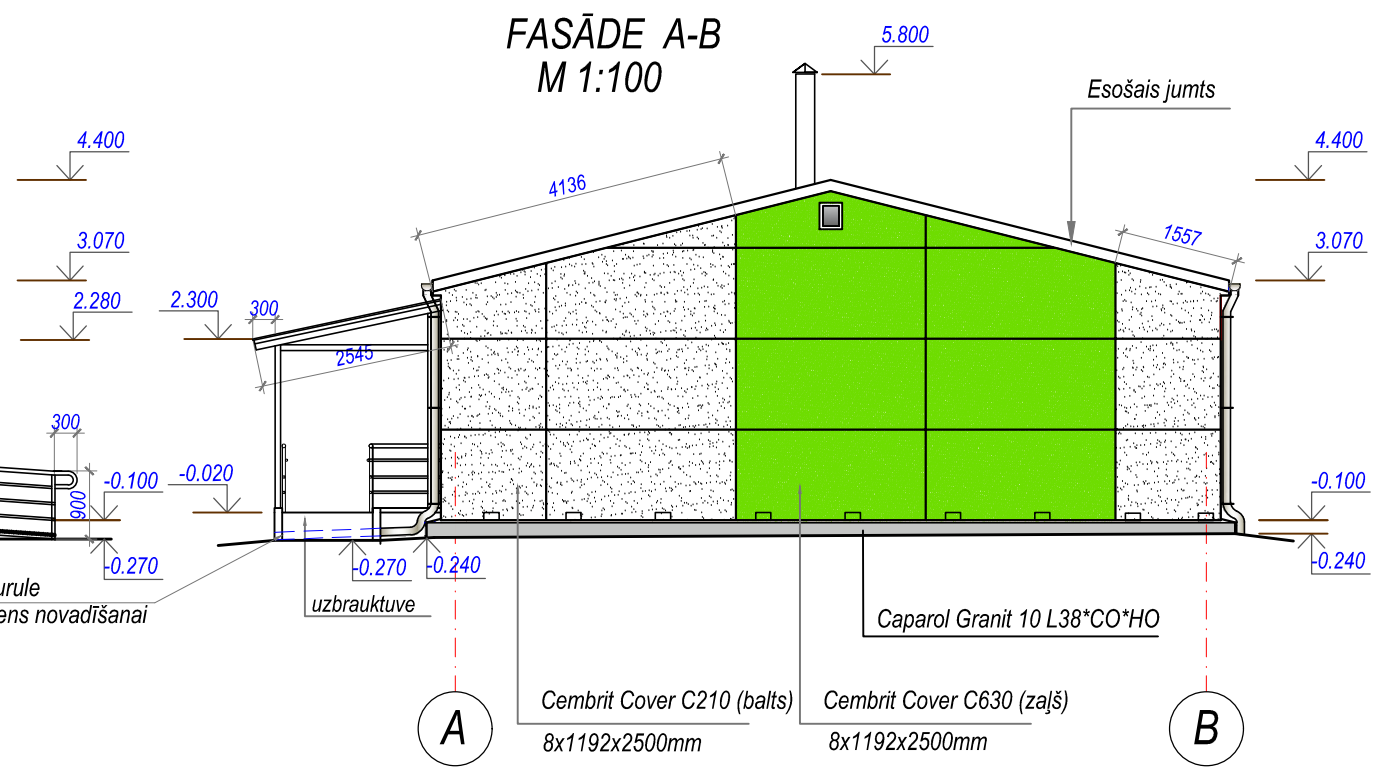 FASĀDE A-B
M 1:100
5.800
Esošais jumts
4.400
4.400
4136
1557
3.070
3.070
2.280
2.300
300
2545
300
900
-0.100
-0.020
-0.100
-0.270
-0.270
-0.240
-0.240
urule
ens novadīšanai
uzbrauktuve
Caparol Granit 10 L38*CO*HO
Cembrit Cover C210 (balts)
8x1192x2500mm
Cembrit Cover C630 (zaļš)
8x1192x2500mm
A
B